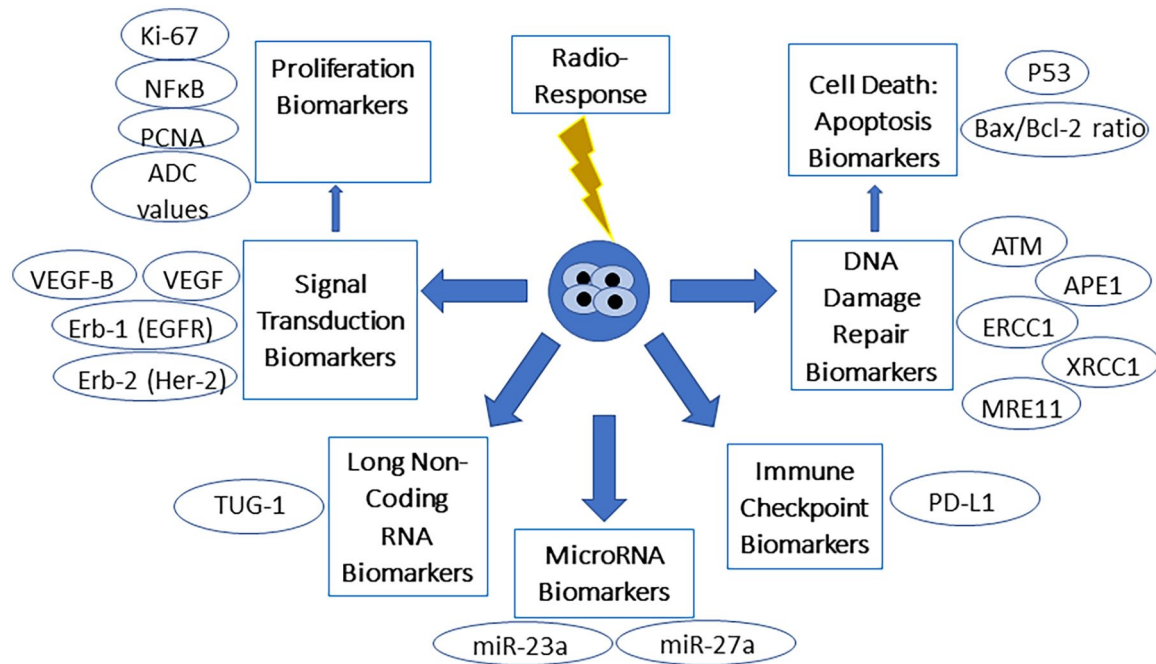 Ki-67
NFκB
PCNA
ADC
values
Proliferation
Biomarkers
Radio-
Response
Cell Death:
Apoptosis
Biomarkers
P53
Bax/Bcl-2 ratio
VEGF-B
VEGF
Erb-1 (EGFR)
Erb-2 (Her-2)
Signal
Transduction
Biomarkers
DNA
Damage
Repair
Biomarkers
ATM
APE1
ERCC1
XRCC1
MRE11
TUG-1
Long Non-
Coding
RNA
Biomarkers
MicroRNA
Biomarkers
miR-23a
miR-27a
Immune
Checkpoint
Biomarkers
PD-L1